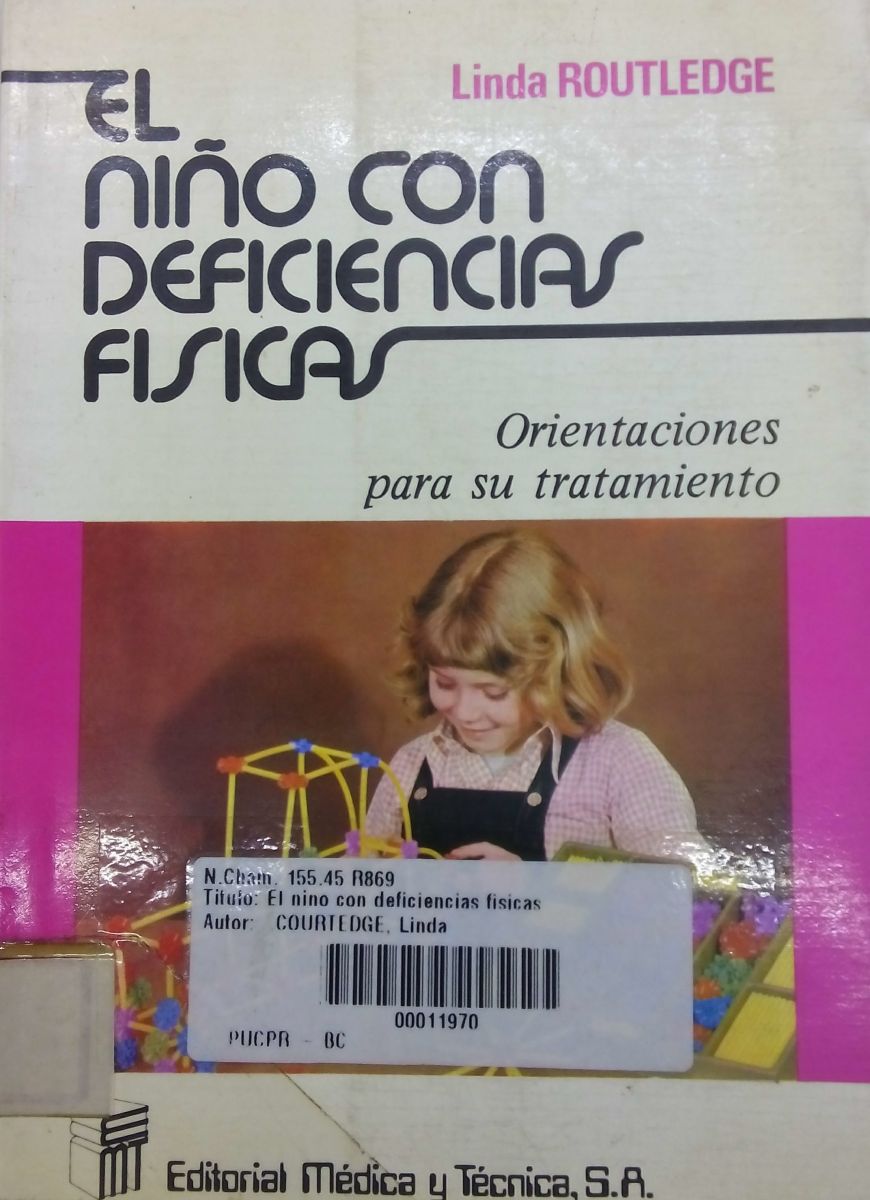 Linda ROUTLEDGE
EL
NIÑO CON
DEFICIENCIAS
FISICAS
Orientaciones
para su tratamiento
N.Cham. 155.45 R869
Titulo: El nino con deficiencias fisicas
Autor: COURTEDGE, Linda
00011970
PUCPR - BC
MT
Editorial Médica y Técnica, S.A.